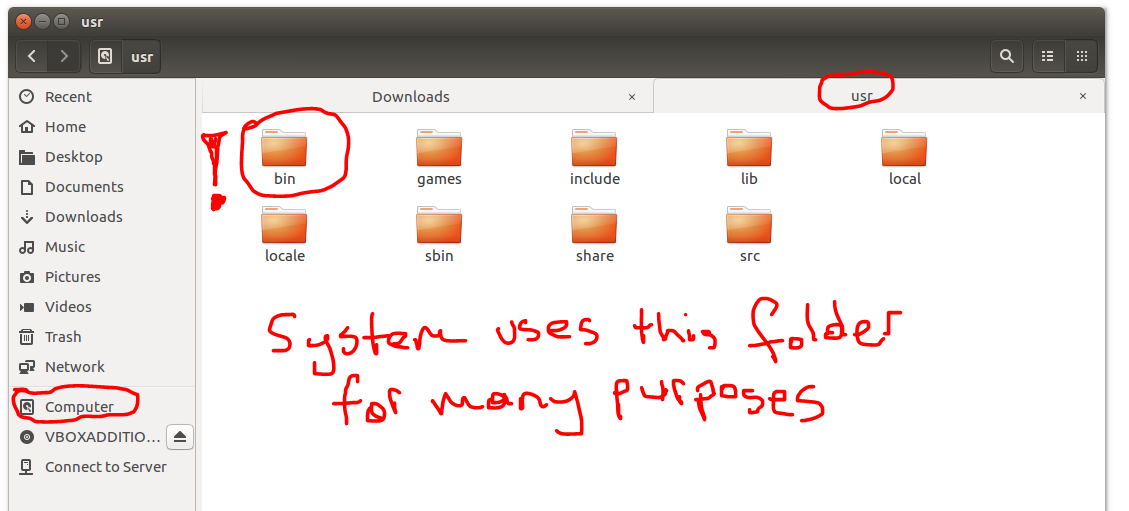 usr
usr
Recent
Home
Desktop
Documents
Downloads
Music
Pictures
Videos
Trash
Network
Computer
VBOXADDITIO...
Connect to Server
Downloads × usr ×
bin games include lib local
locale sbin share src
!
System uses this folder
for many purposes